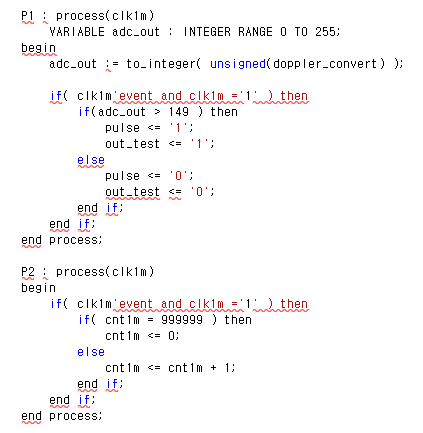 P1 : process(clk1m)
    VARIABLE adc_out : INTEGER RANGE 0 TO 255;
begin
    adc_out := to_integer( unsigned(doppler_convert) );

    if( clk1m'event and clk1m ='1' ) then
        if(adc_out > 149 ) then
            pulse <= '1';
            out_test <= '1';
        else
            pulse <= '0';
            out_test <= '0';
        end if;
    end if;
end process;

P2 : process(clk1m)
begin
    if( clk1m'event and clk1m ='1' ) then
        if( cnt1m = 999999 ) then
            cnt1m <= 0;
        else
            cnt1m <= cnt1m + 1;
        end if;
    end if;
end process;